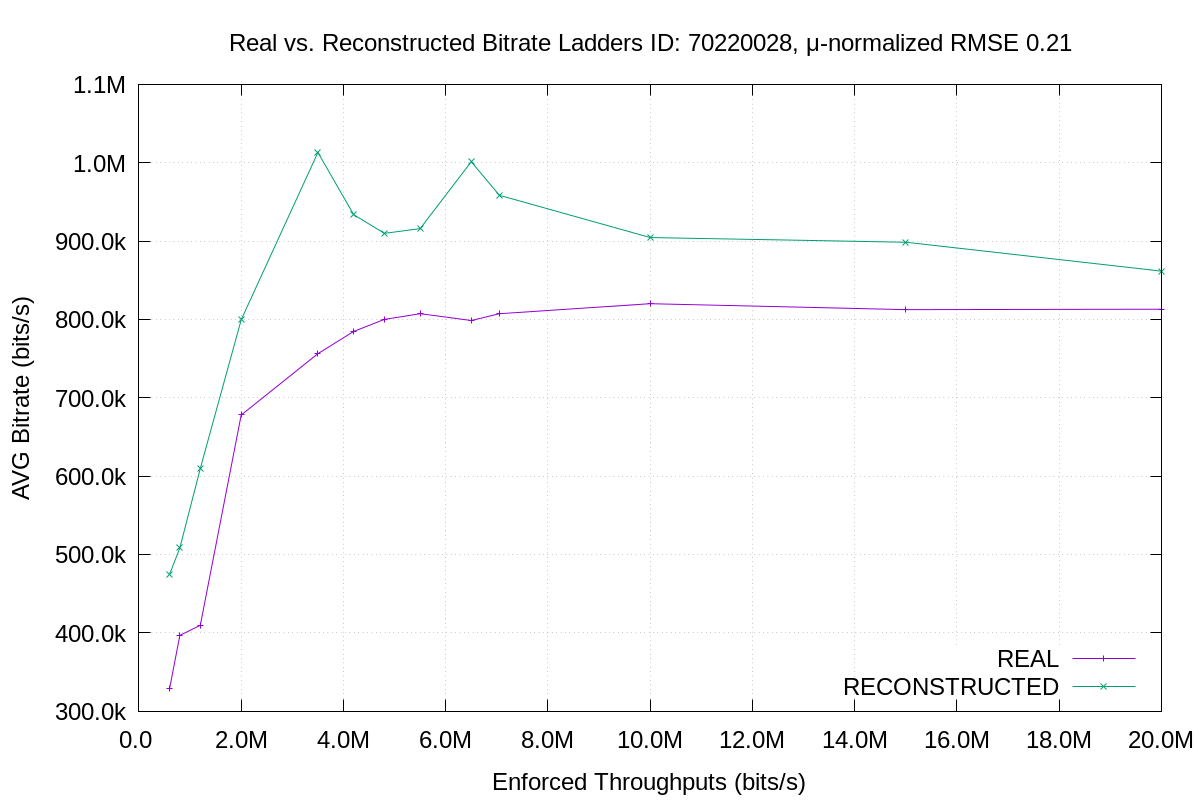 Real vs. Reconstructed Bitrate Ladders ID: 70220028, μ-normalized RMSE 0.21
1.1M
1.0M
900.0k
800.0k
700.0k
600.0k
500.0k
400.0k
300.0k
AVG Bitrate (bits/s)
REAL
RECONSTRUCTED
0.0 2.0M 4.0M 6.0M 8.0M 10.0M 12.0M 14.0M 16.0M 18.0M 20.0M
Enforced Throughputs (bits/s)